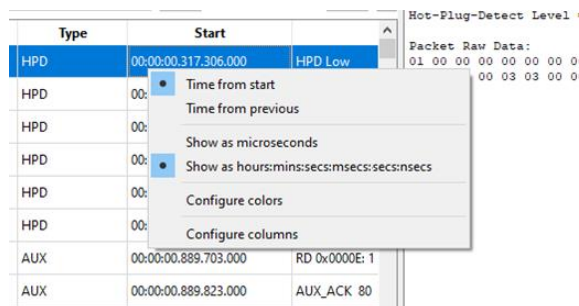 Hot-Plug-Detect Level
Type Start
Packet Raw Data:
HPD 00:00:00.317.306.000 HPD Low 01 00 00 00 00 00 00
Time from start 00 03 03 00
HPD 00:
Time from previous
HPD 00:
Show as microseconds
HPD 00: Show as hours:mins:secs:msecs:secs:nsecs
HPD 00:
Configure colors
HPD 00:
Configure columns
AUX 00:00:00.889.703.000 RD 0x0000E: 1
AUX 00:00:00.889.823.000 AUX_ACK 80